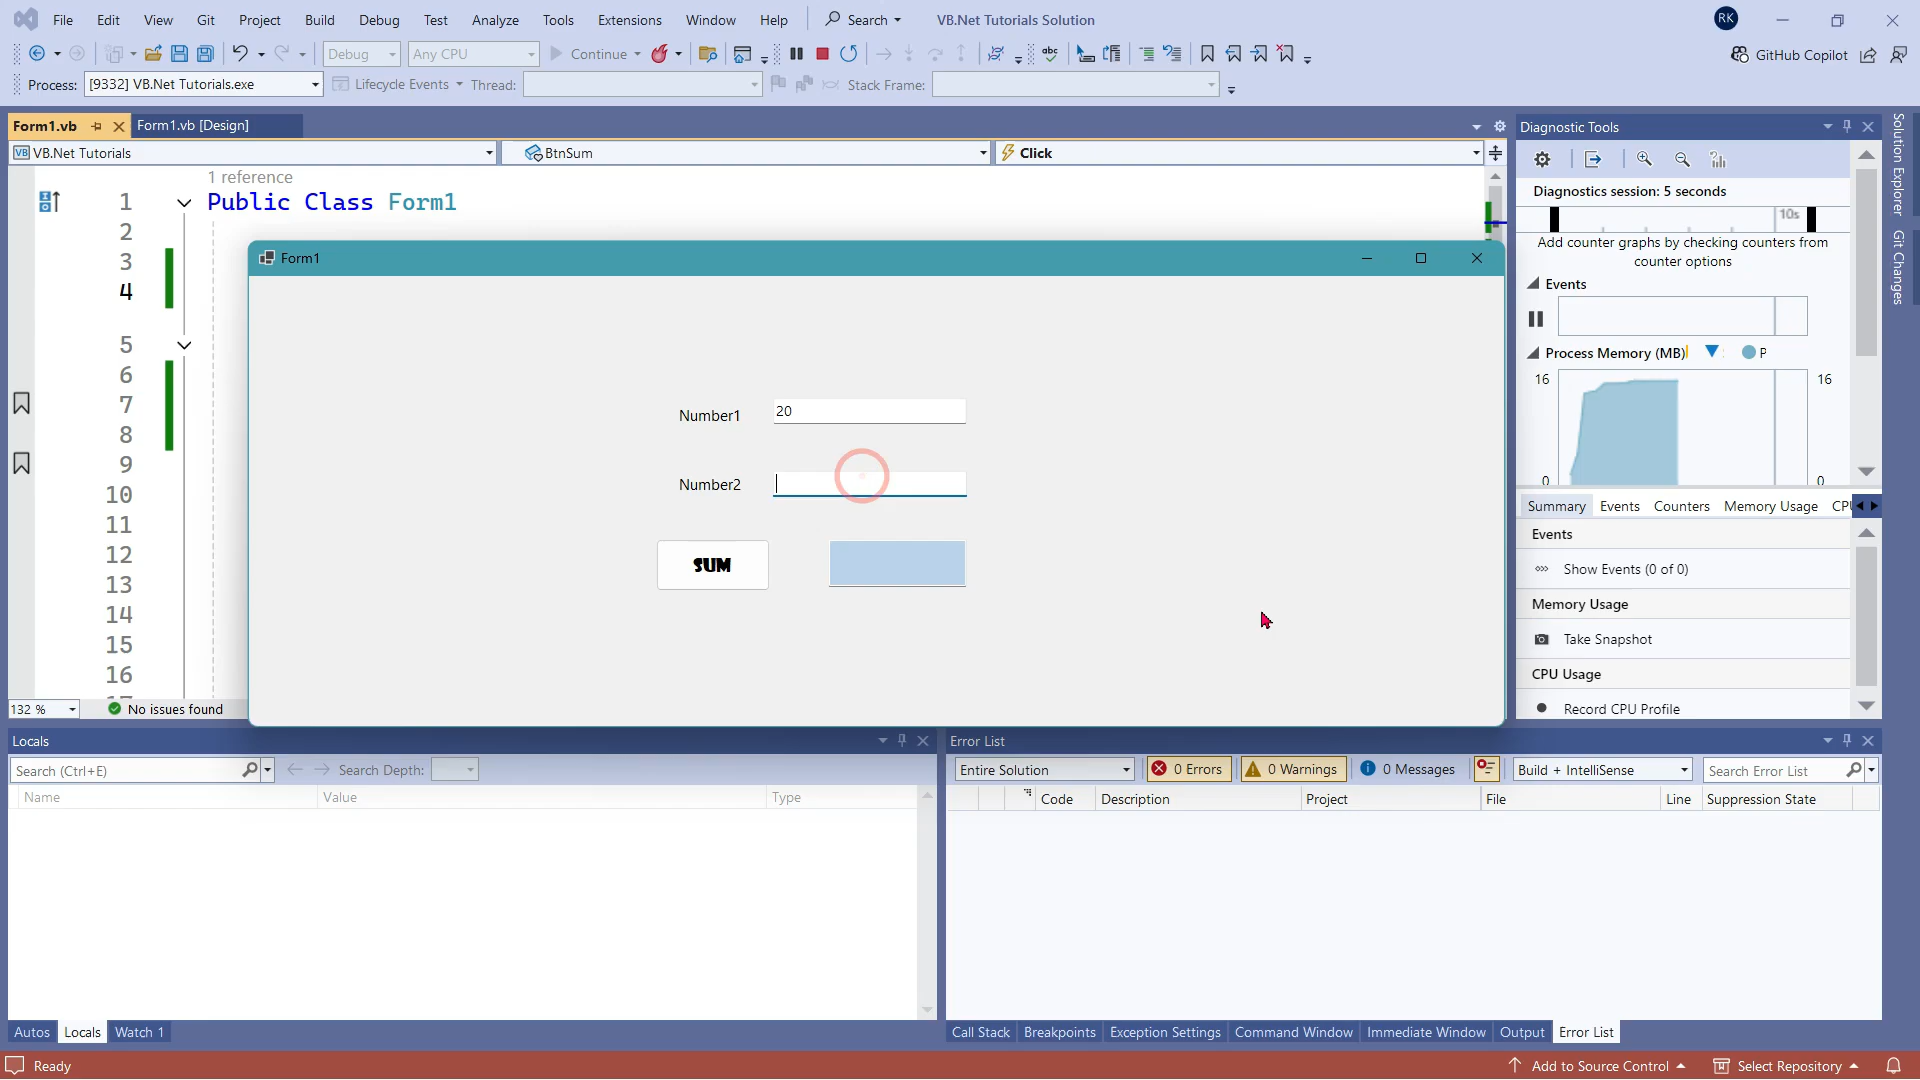 File Edit View Git Project Build Debug Test Analyze Tools Extensions Window Help Search VB.Net Tutorials Solution RK
Debug Any CPU Continue abc GitHub Copilot
Process: [9332] VB.Net Tutorials.exe Lifecycle Events Thread: Stack Frame:
Form1.vb Form1.vb [Design]
VB.Net Tutorials BtnSum Click
1 reference
1 Public Class Form1
2
3
4
5
6
7
8
9
10
11
12
13
14
15
16
132 % No issues found
Form1
Number1 20
Number2
SUM
Diagnostic Tools
Diagnostics session: 5 seconds
10s
Add counter graphs by checking counters from
counter options
Events
Process Memory (MB) P
16 16
0 0
Summary Events Counters Memory Usage
Events
Show Events (0 of 0)
Memory Usage
Take Snapshot
CPU Usage
Record CPU Profile
Solution Explorer
Git Changes
Locals
Search (Ctrl+E) Search Depth:
Name Value Type
Autos Locals Watch 1
Error List
Entire Solution 0 Errors 0 Warnings 0 Messages Build + IntelliSense Search Error List
Code Description Project File Line Suppression State
Call Stack Breakpoints Exception Settings Command Window Immediate Window Output Error List
Ready Add to Source Control Select Repository